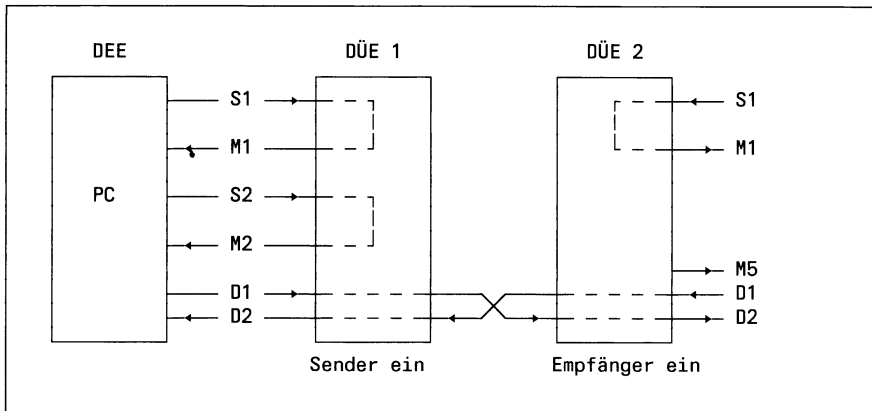 DEE DÜE 1 DÜE 2
S1 S1
M1 M1
PC S2
M2
M5
D1 D1
D2 D2
Sender ein Empfänger ein